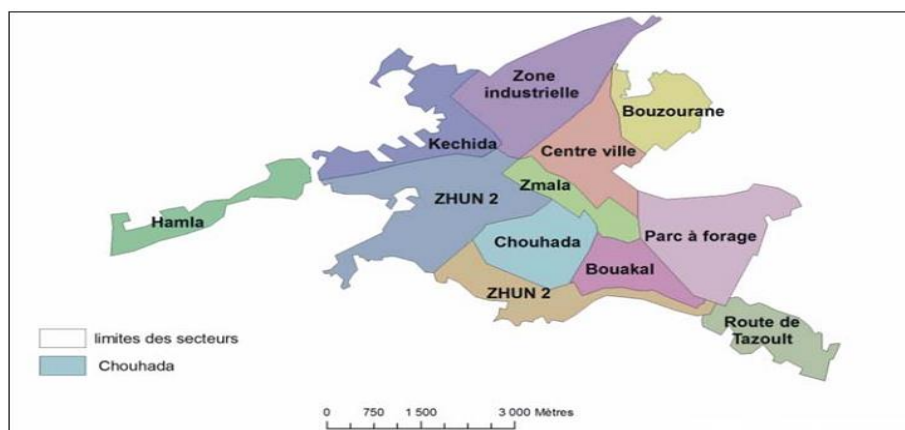 Zone
industrielle
Bouzourane
Kechida
Centre ville
Zmala
Hamla
ZHUN 2
Chouhada
Parc à forage
Bouakal
ZHUN 2
Route de
Tazoult
limites des secteurs
Chouhada
0 750 1 500 3 000 Mètres